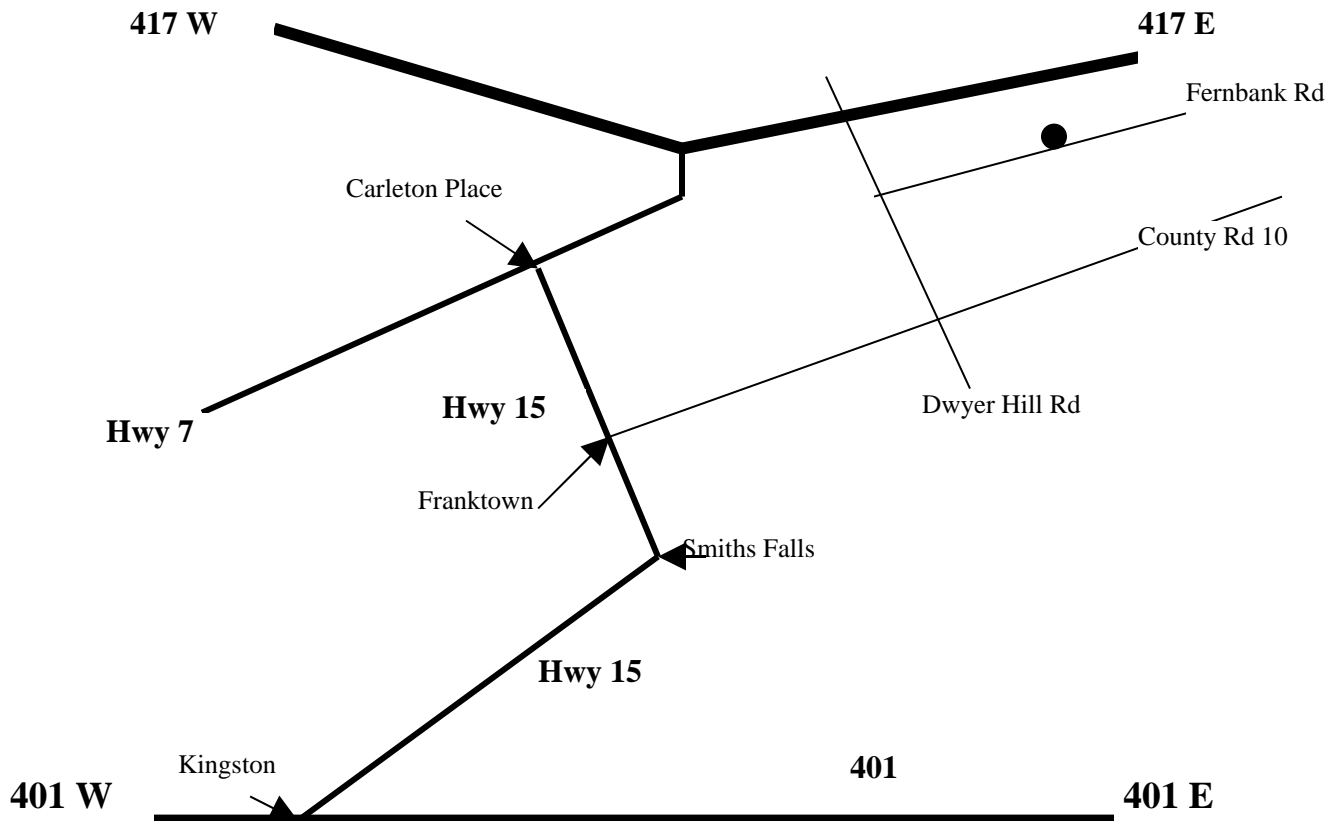 417 W
417 E
Fernbank Rd
Carleton Place
County Rd 10
Dwyer Hill Rd
Hwy 15
Hwy 7
Franktown
Smiths Falls
Hwy 15
Kingston
401
401 W
401 E